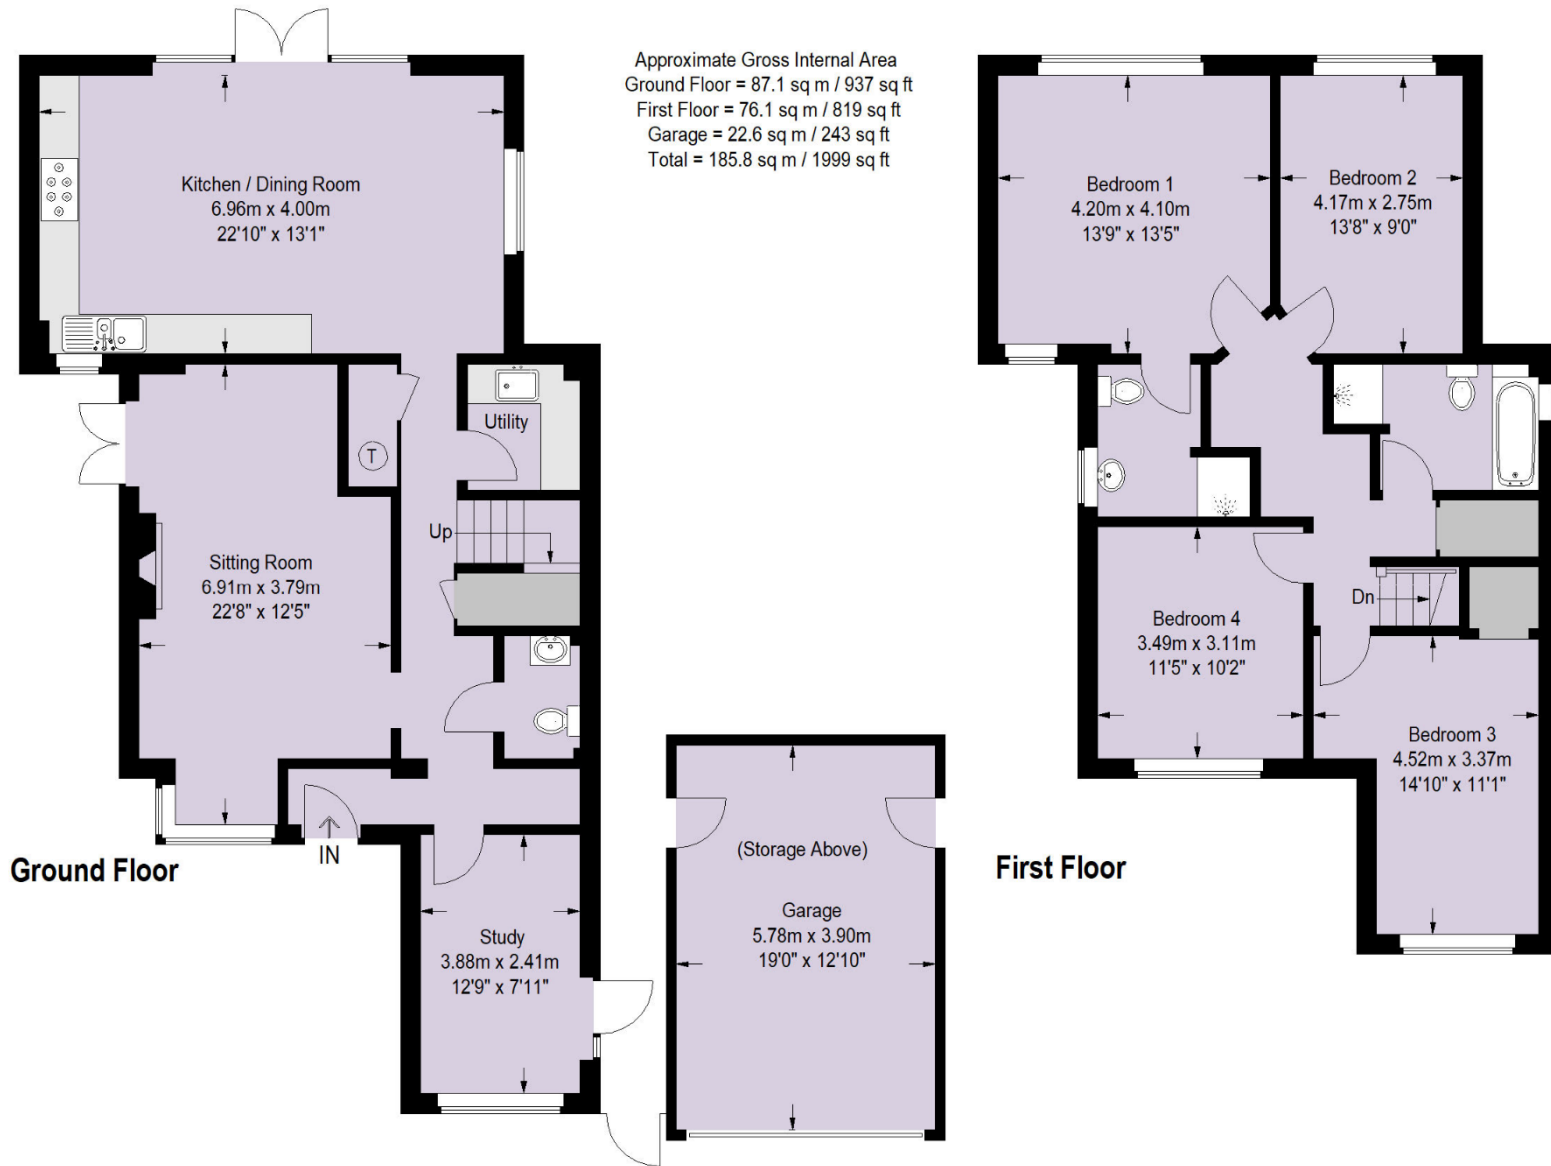 Approximate Gross Internal Area
Ground Floor = 87.1 sq m / 937 sq ft
First Floor = 76.1 sq m / 819 sq ft
Garage = 22.6 sq m / 243 sq ft
Total = 185.8 sq m / 1999 sq ft
Kitchen / Dining Room
6.96m x 4.00m
22'10" x 13'1"
Utility
T
Up
Sitting Room
6.91m x 3.79m
22'8" x 12'5"
IN
Ground Floor
Study
3.88m x 2.41m
12'9" x 7'11"
(Storage Above)
Garage
5.78m x 3.90m
19'0" x 12'10"
Bedroom 1
4.20m x 4.10m
13'9" x 13'5"
Bedroom 2
4.17m x 2.75m
13'8" x 9'0"
Dn
Bedroom 4
3.49m x 3.11m
11'5" x 10'2"
Bedroom 3
4.52m x 3.37m
14'10" x 11'1"
First Floor